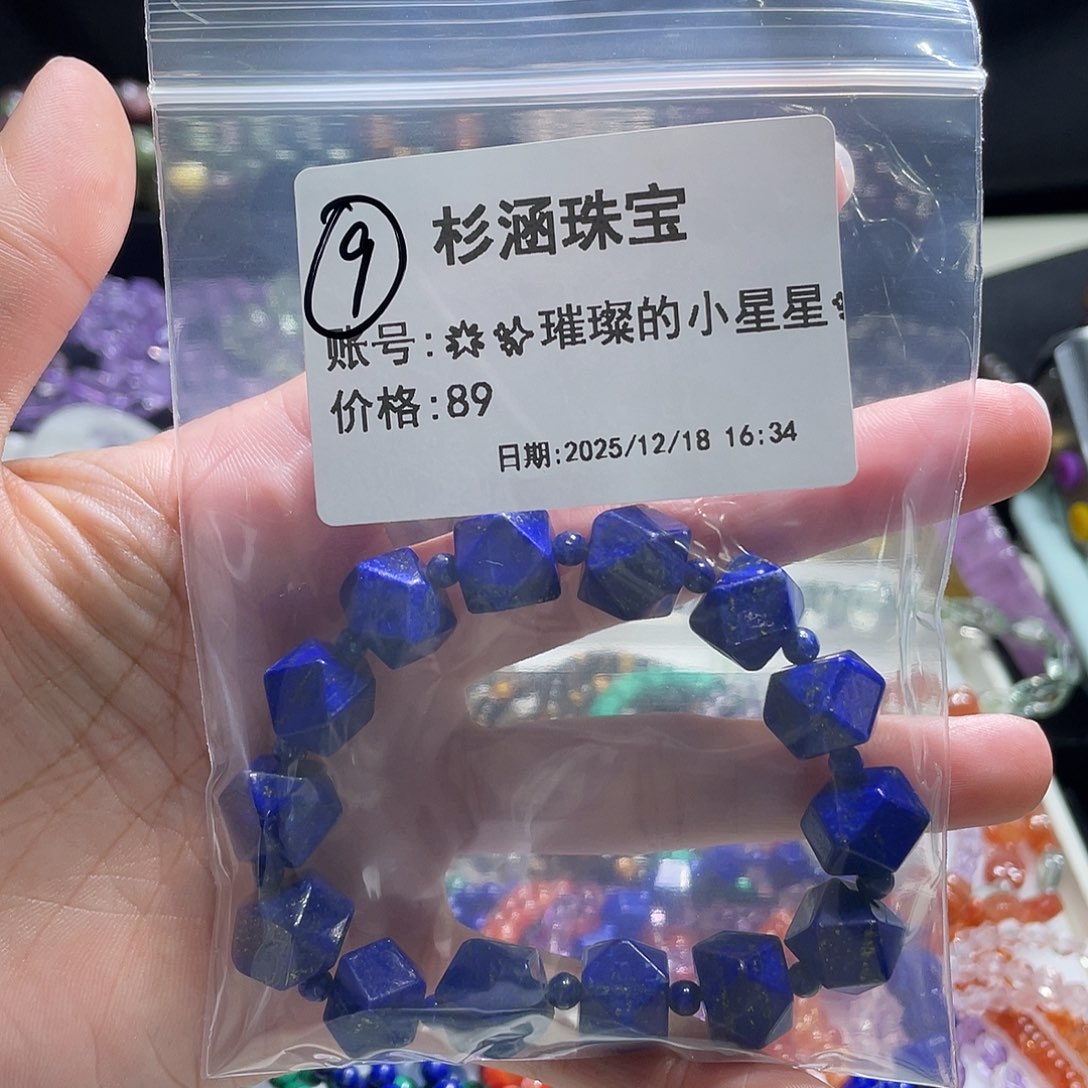 ⑨ 杉涵珠宝
账号:✸✨璀璨的小星星
价格:89
日期:2025/12/18 16:34